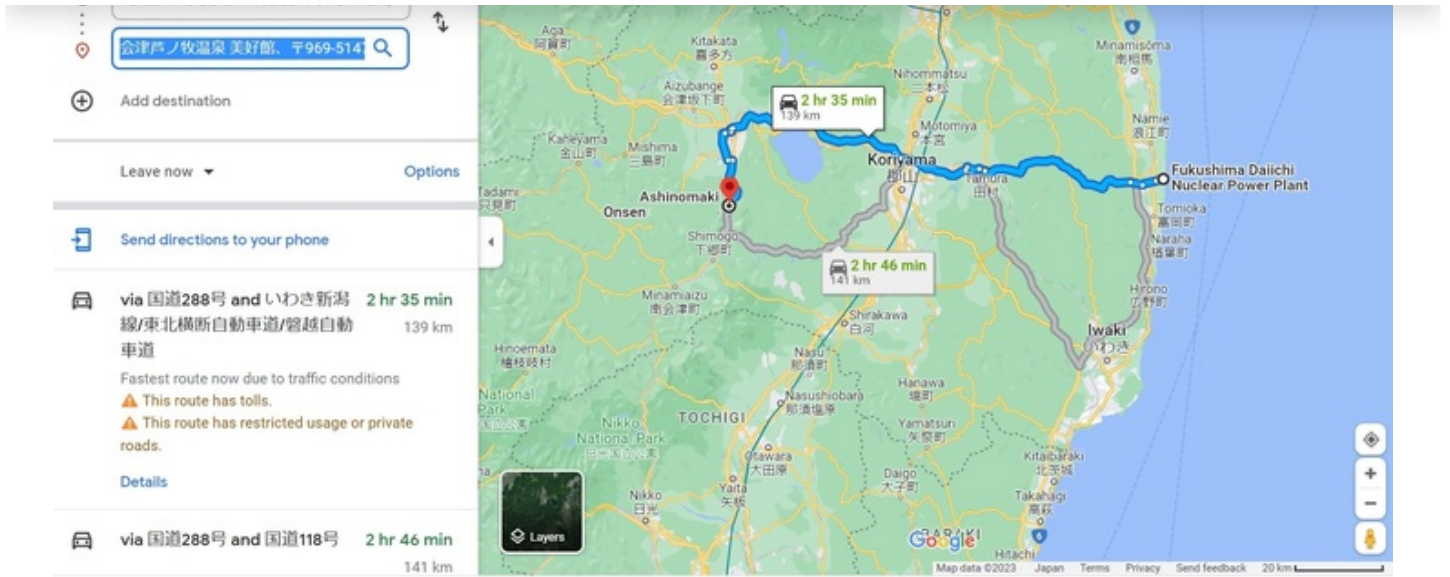 会津芦ノ牧温泉 美好館、〒969-514
Add destination
Leave now
Options
Send directions to your phone
via 国道288号 and いわき新潟
線/東北横断自動車道/磐越自動
車道
2 hr 35 min
139 km
Fastest route now due to traffic conditions
This route has tolls.
This route has restricted usage or private
roads.
Details
via 国道288号 and 国道118号
2 hr 46 min
141 km
Aga
阿賀町
Kitakata
喜多方
Minamisōma
南相馬
Nihommatsu
二本松
Aizubange
会津坂下町
2 hr 35 min
139 km
Namie
浪江町
Motomiya
本宮
Kaneyama
金山町
Mishima
三島町
Koriyama
郡山
Tamura
田村
Fukushima Daiichi
Nuclear Power Plant
Tadami
只見町
Ashinomaki
Onsen
Tomioka
富岡町
Shimogo
下郷町
Naraha
楢葉町
2 hr 46 min
141 km
Minamiaizu
南会津町
Hirono
広野町
Shirakawa
白河
Iwaki
いわき
Hinoemata
檜枝岐村
Nasu
那須町
Hanawa
塙町
National
Park
Nasushiobara
那須塩原
TOCHIGI
Nikko
National Park
日光国立公園
Yamatsuri
矢祭町
Otawara
大田原
Kitaibaraki
北茨城
Daigo
大子町
Yaita
矢板
Nikko
日光
Takahagi
高萩
Layers
IBARAKI
Google
Hitachi
6
6
Map data ©2023
Japan
Terms
Privacy
Send feedback
20 km